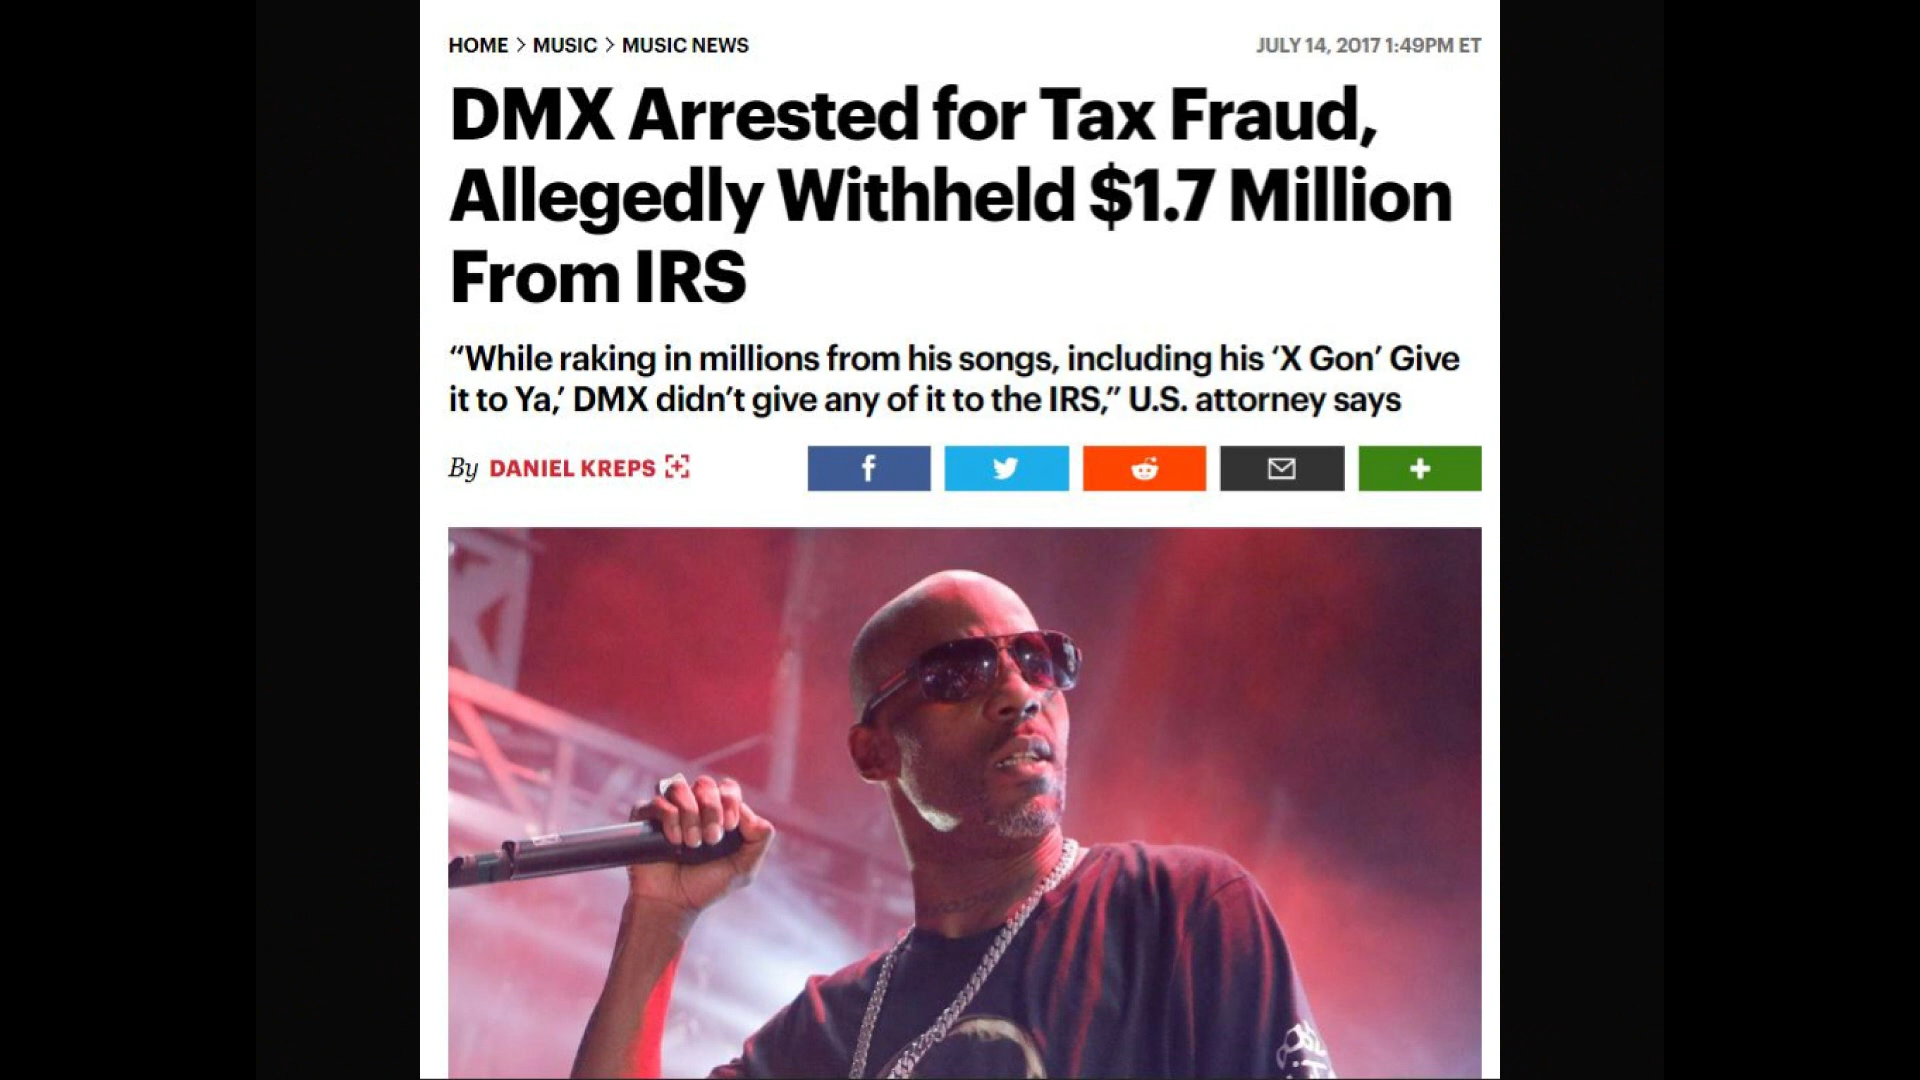 HOME > MUSIC > MUSIC NEWS
JULY 14, 2017 1:49PM ET
DMX Arrested for Tax Fraud,
Allegedly Withheld $1.7 Million
From IRS
“While raking in millions from his songs, including his ‘X Gon’ Give
it to Ya,’ DMX didn’t give any of it to the IRS,” U.S. attorney says
By DANIEL KREPS